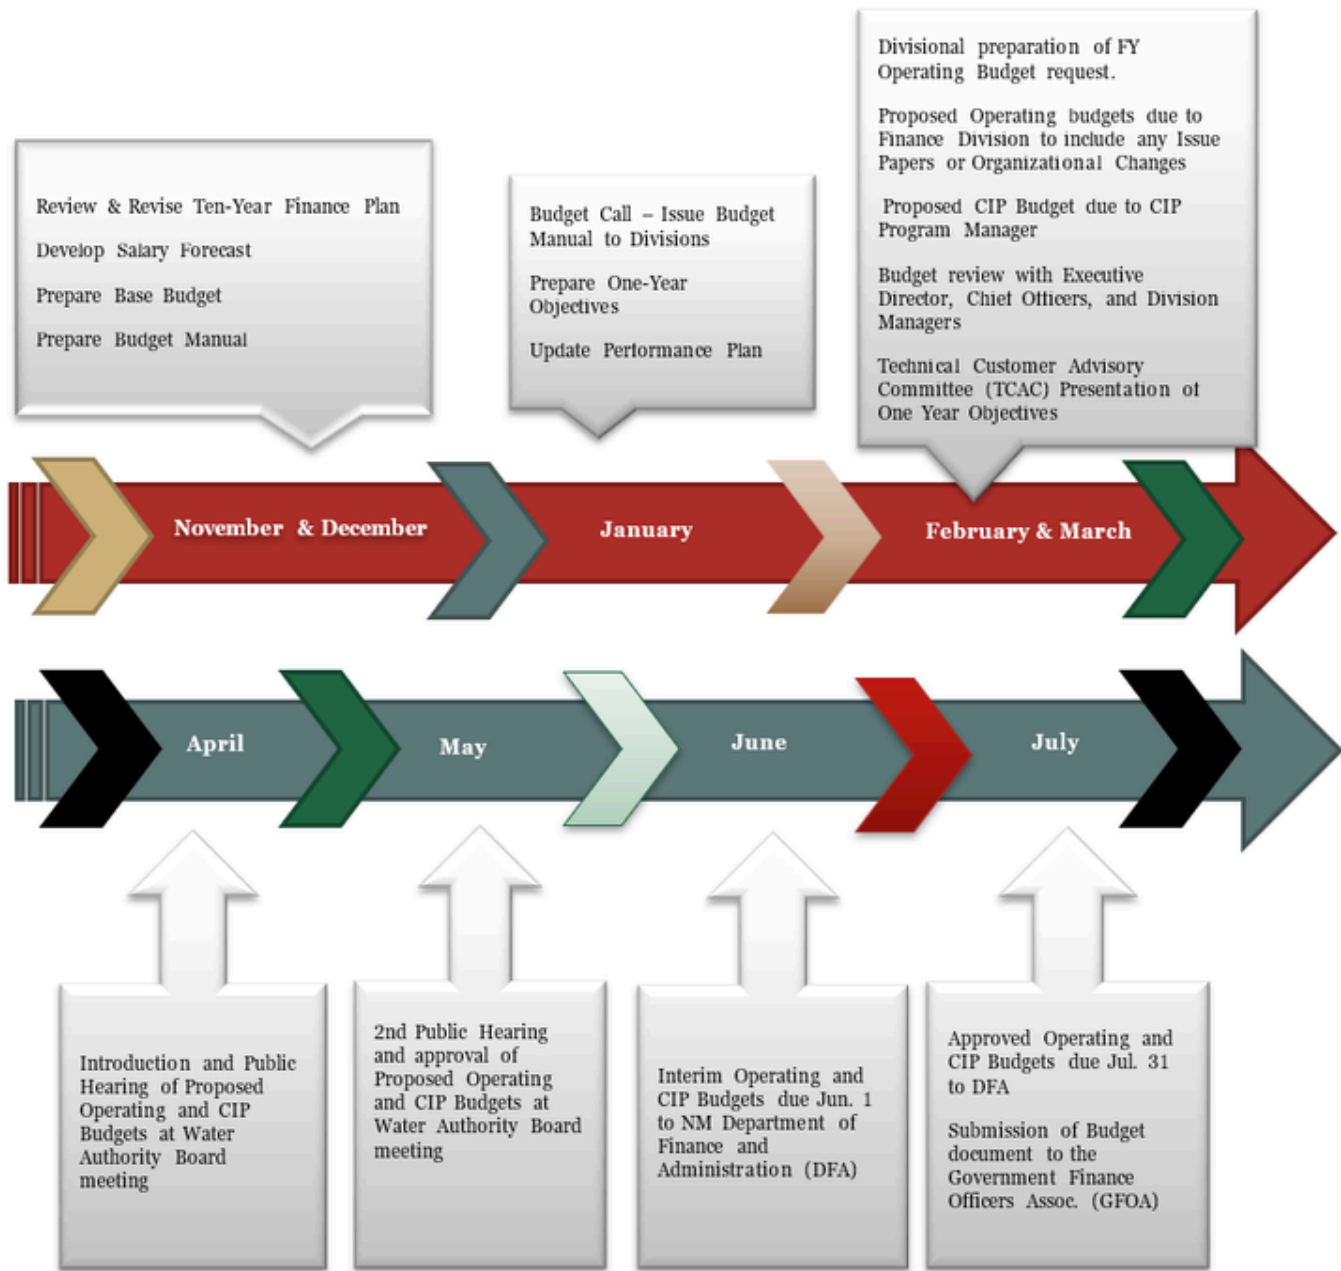 Divisional preparation of FY
Operating Budget request.
Proposed Operating budgets due to
Finance Division to include any Issue
Papers or Organizational Changes
Proposed CIP Budget due to CIP
Program Manager
Budget review with Executive
Director, Chief Officers, and Division
Managers
Technical Customer Advisory
Committee (TCAC) Presentation of
One Year Objectives
Review & Revise Ten-Year Finance Plan
Develop Salary Forecast
Prepare Base Budget
Prepare Budget Manual
Budget Call – Issue Budget
Manual to Divisions
Prepare One-Year
Objectives
Update Performance Plan
November & December
January
February & March
April
May
June
July
Introduction and Public
Hearing of Proposed
Operating and CIP
Budgets at Water
Authority Board
meeting
2nd Public Hearing
and approval of
Proposed Operating
and CIP Budgets at
Water Authority Board
meeting
Interim Operating and
CIP Budgets due Jun. 1
to NM Department of
Finance and
Administration (DFA)
Approved Operating and
CIP Budgets due Jul. 31
to DFA
Submission of Budget
document to the
Government Finance
Officers Assoc. (GFOA)